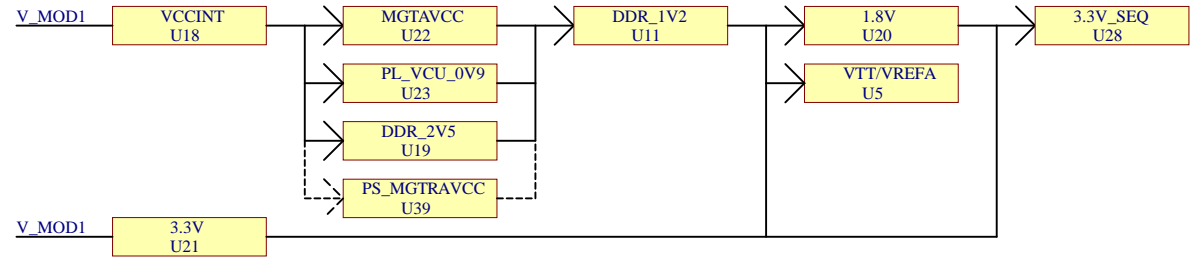 V_MOD1
VCCINT
U18
MGTAVCC
U22
DDR_1V2
U11
1.8V
U20
3.3V_SEQ
U28
PL_VCU_0V9
U23
VTT/VREFA
U5
DDR_2V5
U19
PS_MGTRAVCC
U39
V_MOD1
3.3V
U21